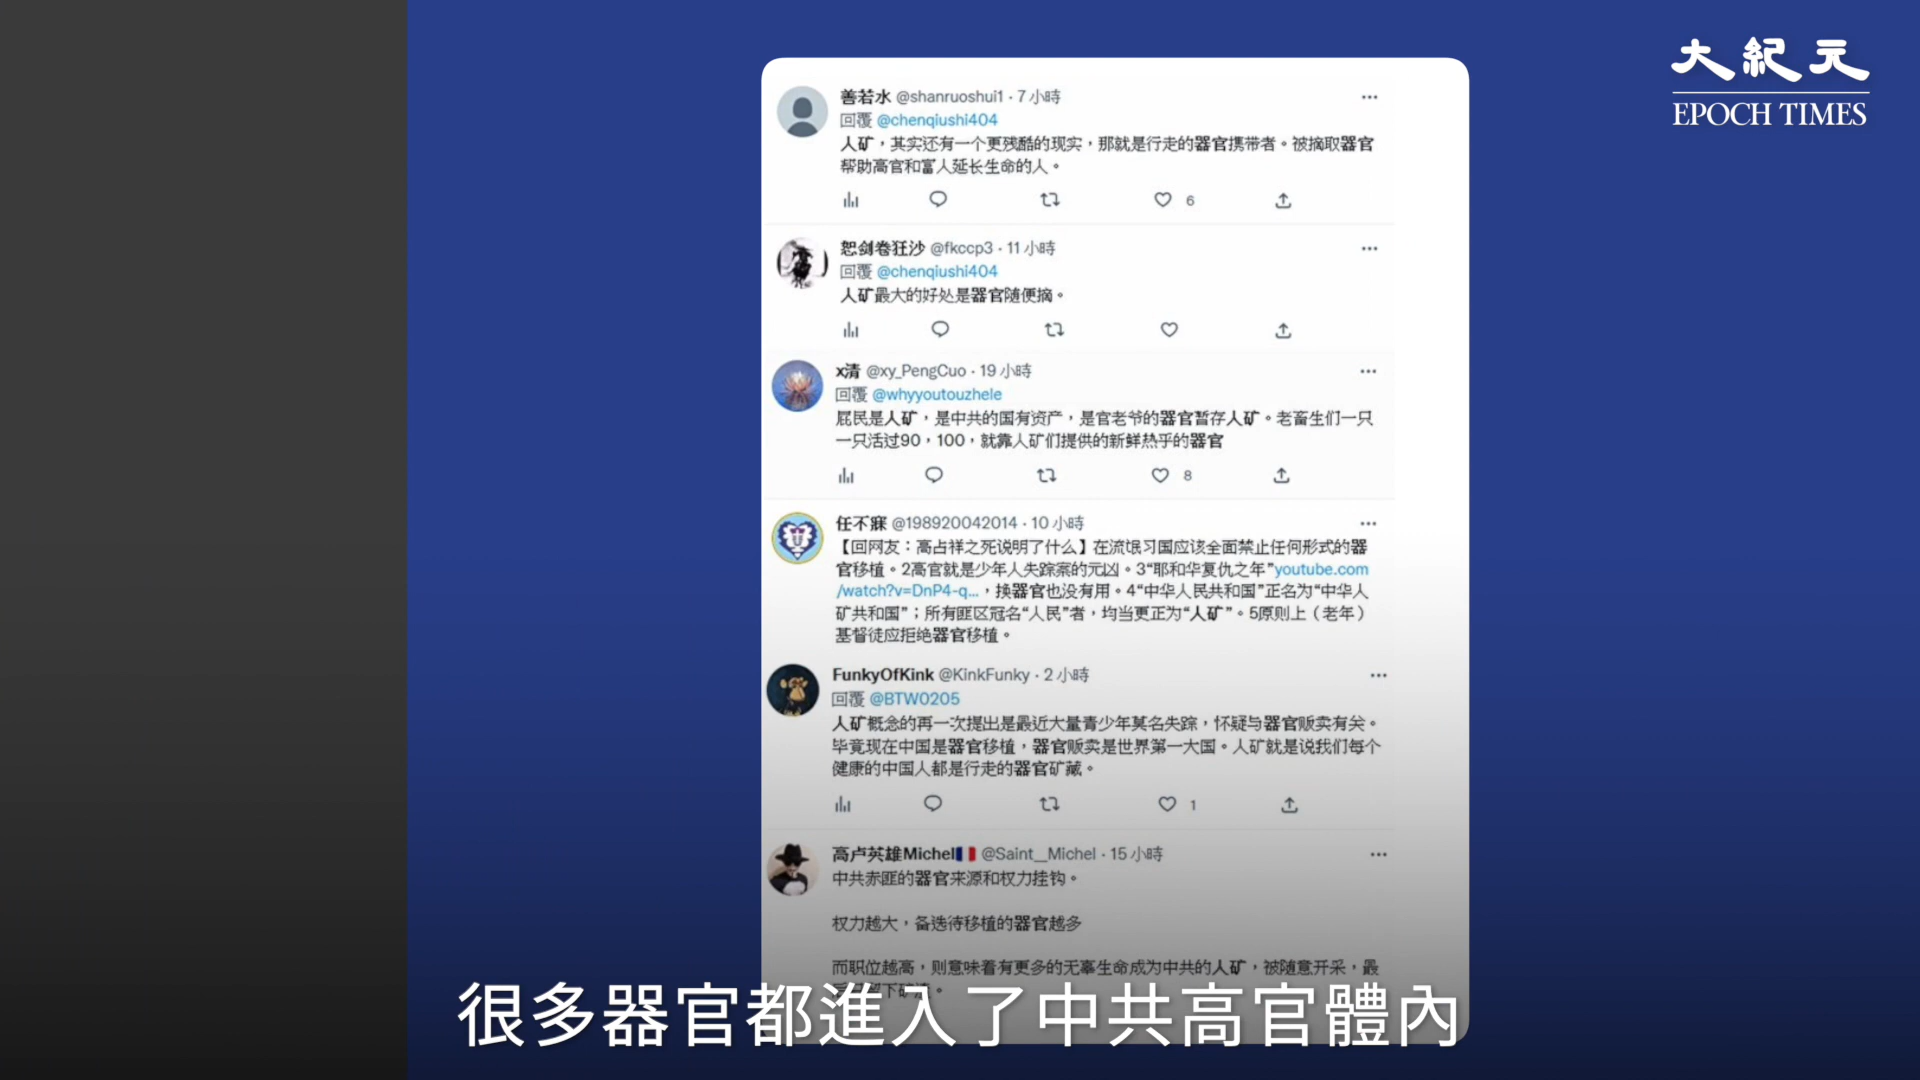 大紀元
EPOCH TIMES
善若水 @shanruoshui1 · 7 小時
回覆 @chenqiushi404
人矿，其实还有一个更残酷的现实，那就是行走的器官携带者。被摘取器官
帮助高官和富人延长生命的人。
6
恕剑卷狂沙 @fkccp3 · 11 小時
回覆 @chenqiushi404
人矿最大的好处是器官随便摘。
x清 @xy_PengCuo · 19 小時
回覆 @whyyoutouzhele
屁民是人矿，是中共的国有资产，是官老爷的器官暂存人矿。老畜生们一只
一只活过90，100，就靠人矿们提供的新鲜热乎的器官
8
任不寐 @198920042014 · 10 小時
【回网友：高占祥之死说明了什么】在流氓习国应该全面禁止任何形式的器
官移植。2高官就是少年人失踪案的元凶。3“耶和华复仇之年”youtube.com
/watch?v=DnP4-q...，换器官也没有用。4“中华人民共和国”正名为“中华人
矿共和国”；所有匪区冠名“人民”者，均当更正为“人矿”。5原则上（老年）
基督徒应拒绝器官移植。
FunkyOfKink @KinkFunky · 2 小時
回覆 @BTW0205
人矿概念的再一次提出是最近大量青少年莫名失踪，怀疑与器官贩卖有关。
毕竟现在中国是器官移植，器官贩卖是世界第一大国。人矿就是说我们每个
健康的中国人都是行走的器官矿藏。
1
高卢英雄Michel @Saint__Michel · 15 小時
中共赤匪的器官来源和权力挂钩。
权力越大，备选待移植的器官越多
而职位越高，则意味着有更多的无辜生命成为中共的人矿，被随意开采，最
很多器官都進入了中共高官體內